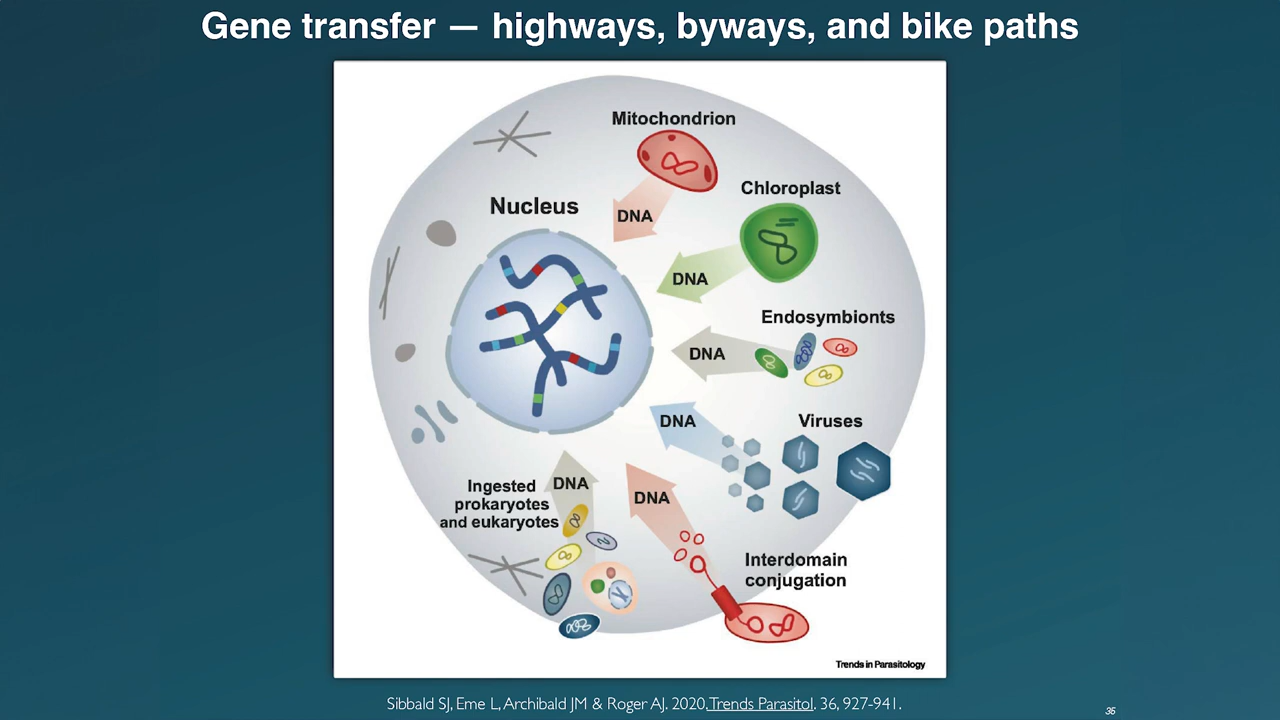 Gene transfer — highways, byways, and bike paths
Mitochondrion
Chloroplast
Nucleus
DNA
DNA
Endosymbionts
DNA
Viruses
DNA
Ingested
prokaryotes
and eukaryotes
DNA
DNA
Interdomain
conjugation
Trends in Parasitology
Sibbald SJ, Eme L, Archibald JM & Roger AJ. 2020. Trends Parasitol. 36, 927-941.
36